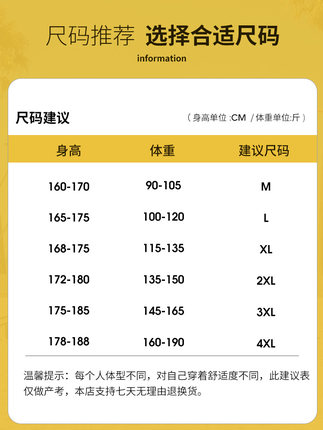 尺码推荐 选择合适尺码
information
尺码建议 （身高单位:CM /体重单位:斤）
身高 体重 建议尺码
160-170 90-105 M
165-175 100-120 L
168-175 115-135 XL
172-180 135-150 2XL
175-185 145-165 3XL
178-188 160-190 4XL
温馨提示：每个人体型不同，对自己穿着舒适度不同，此建议表
仅做产考，本店支持七天无理由退换货。